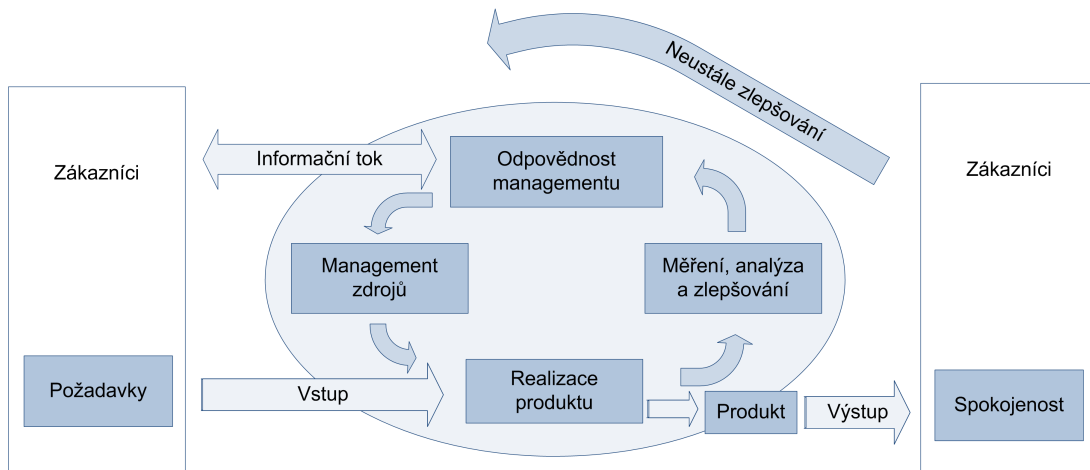 Neustále zlepšování
Zákazníci
Informační tok
Odpovědnost
managementu
Zákazníci
Management
zdrojů
Měření, analýza
a zlepšování
Požadavky
Vstup
Realizace
produktu
Produkt
Výstup
Spokojenost